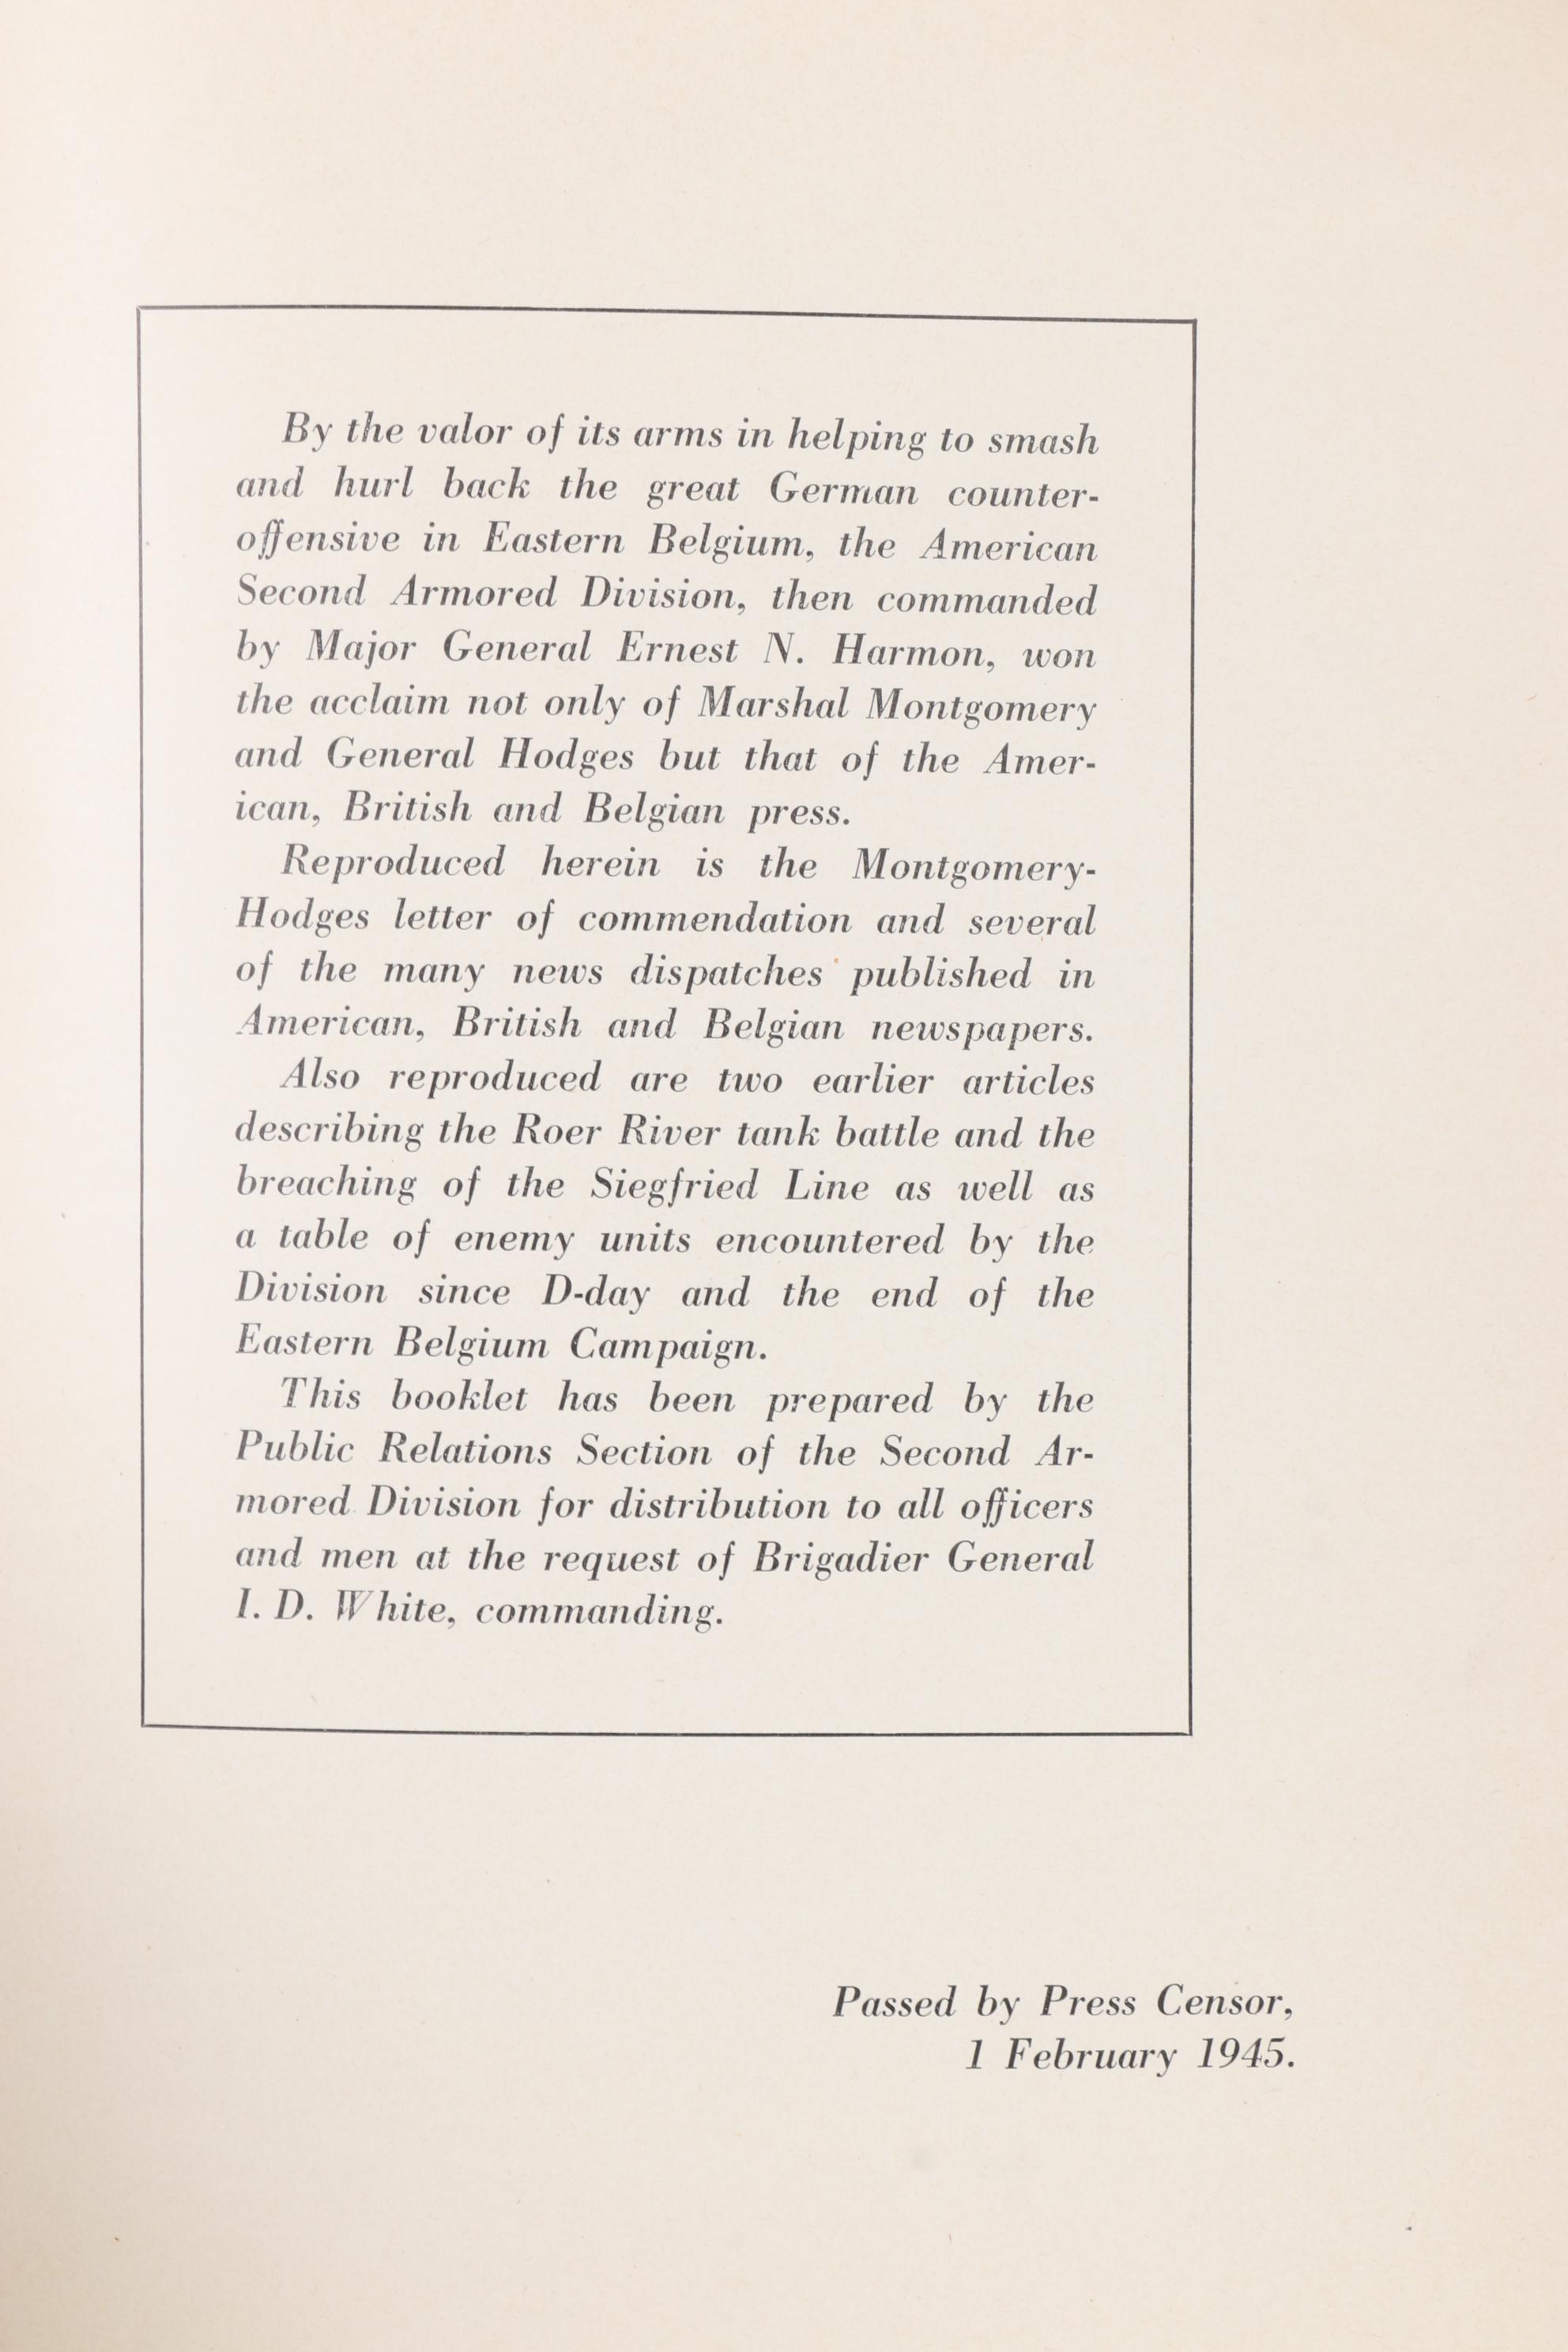 By the valor of its arms in helping to smash
and hurl back the great German counter-
offensive in Eastern Belgium, the American
Second Armored Division, then commanded
by Major General Ernest N. Harmon, won
the acclaim not only of Marshal Montgomery
and General Hodges but that of the Amer-
ican, British and Belgian press.
Reproduced herein is the Montgomery-
Hodges letter of commendation and several
of the many news dispatches published in
American, British and Belgian newspapers.
Also reproduced are two earlier articles
describing the Roer River tank battle and the
breaching of the Siegfried Line as well as
a table of enemy units encountered by the
Division since D-day and the end of the
Eastern Belgium Campaign.
This booklet has been prepared by the
Public Relations Section of the Second Ar-
mored Division for distribution to all officers
and men at the request of Brigadier General
I. D. White, commanding.
Passed by Press Censor,
1 February 1945.